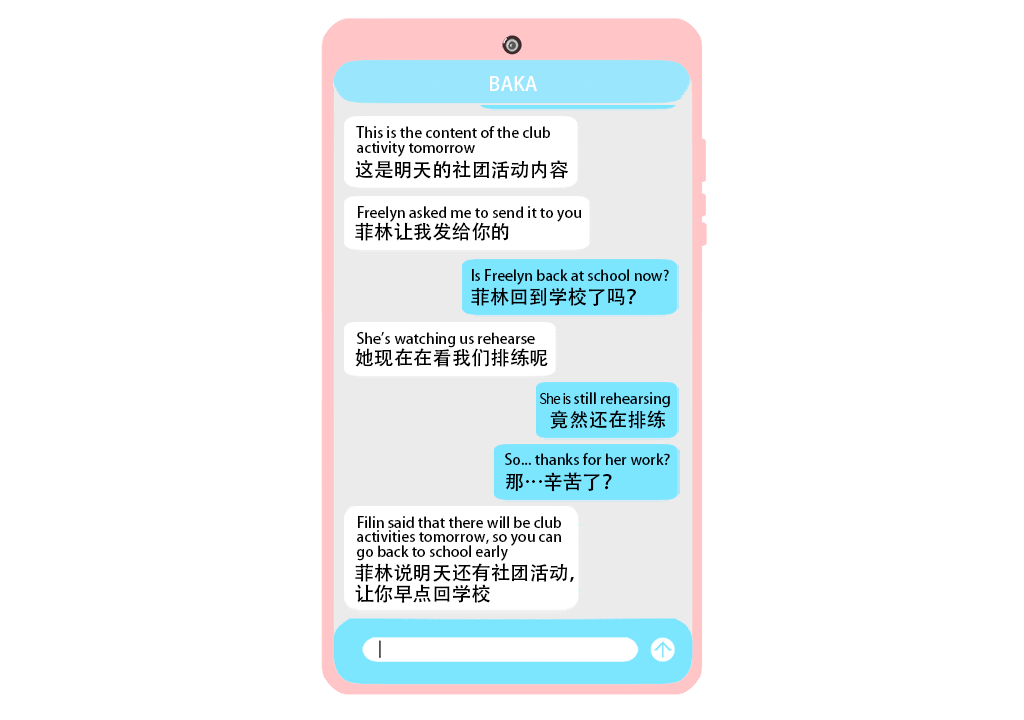 BAKA
This is the content of the club
activity tomorrow
这是明天的社团活动内容
Freelyn asked me to send it to you
菲林让我发给你的
Is Freelyn back at school now?
菲林回到学校了吗？
She’s watching us rehearse
她现在在看我们排练呢
She is still rehearsing
竟然还在排练
So... thanks for her work?
那…辛苦了？
Filin said that there will be club
activities tomorrow, so you can
go back to school early
菲林说明天还有社团活动，
让你早点回学校